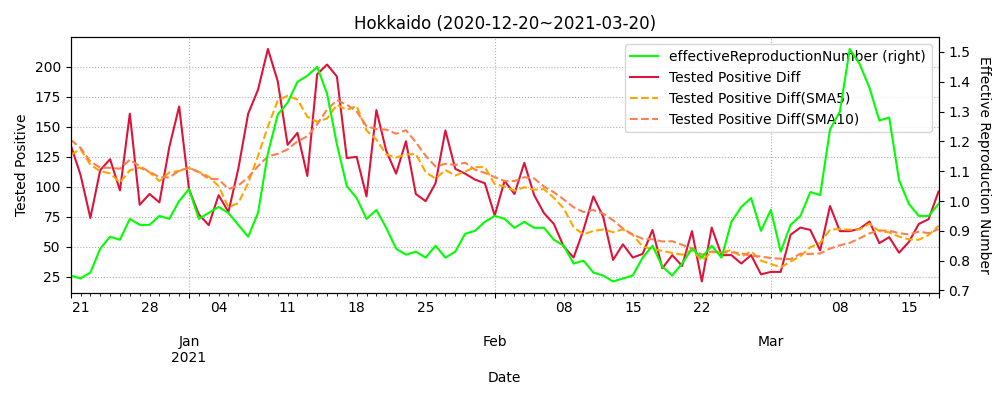 Hokkaido (2020-12-20~2021-03-20)
effectiveReproductionNumber (right)
Tested Positive Diff
Tested Positive Diff(SMA5)
Tested Positive Diff(SMA10)
Tested Positive
200
175
150
125
100
75
50
25
1.5
1.4
1.3
1.2
1.1
1.0
0.9
0.8
0.7
Effective Reproduction Number
21 28 04 11 18 25 08 15 22 08 15
Jan Feb Mar
2021
Date